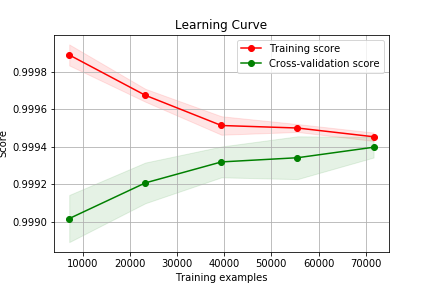 Learning Curve
Training score
Cross-validation score
0.9998
0.9996
0.9994
0.9992
0.9990
Score
10000 20000 30000 40000 50000 60000 70000
Training examples